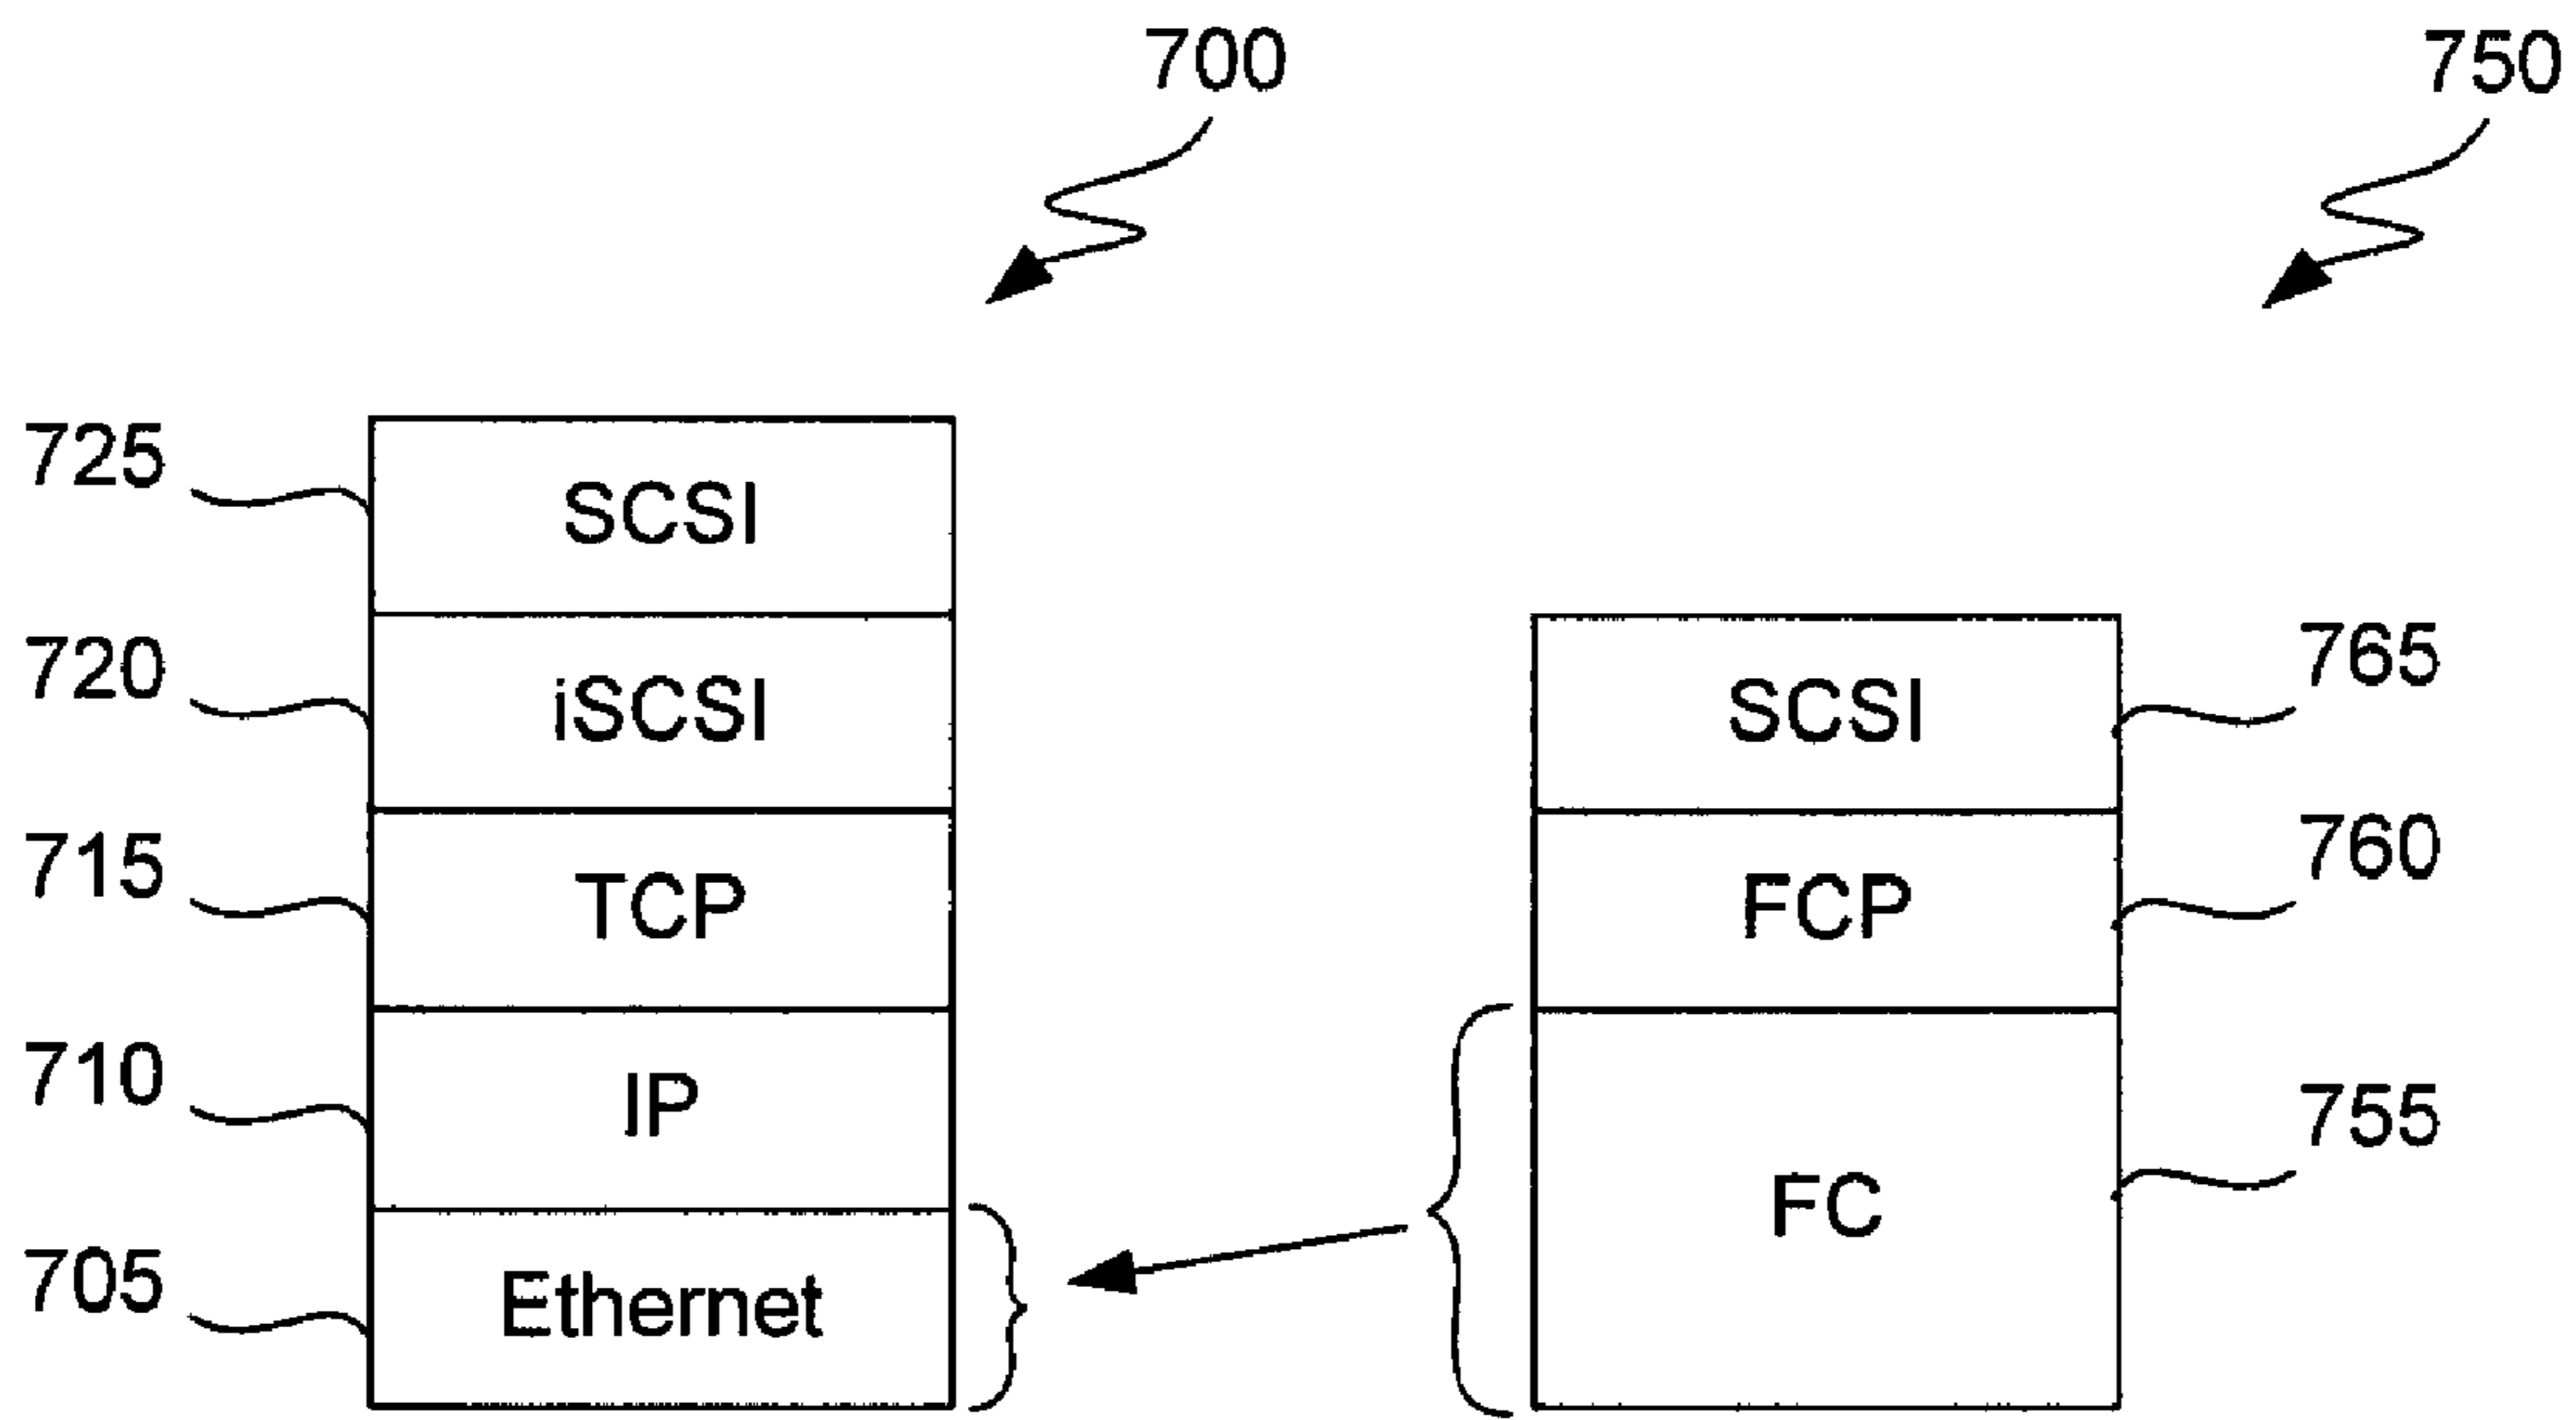 700
750
725
SCSI
720
iSCSI
SCSI
765
715
TCP
FCP
760
710
IP
FC
755
705
Ethernet